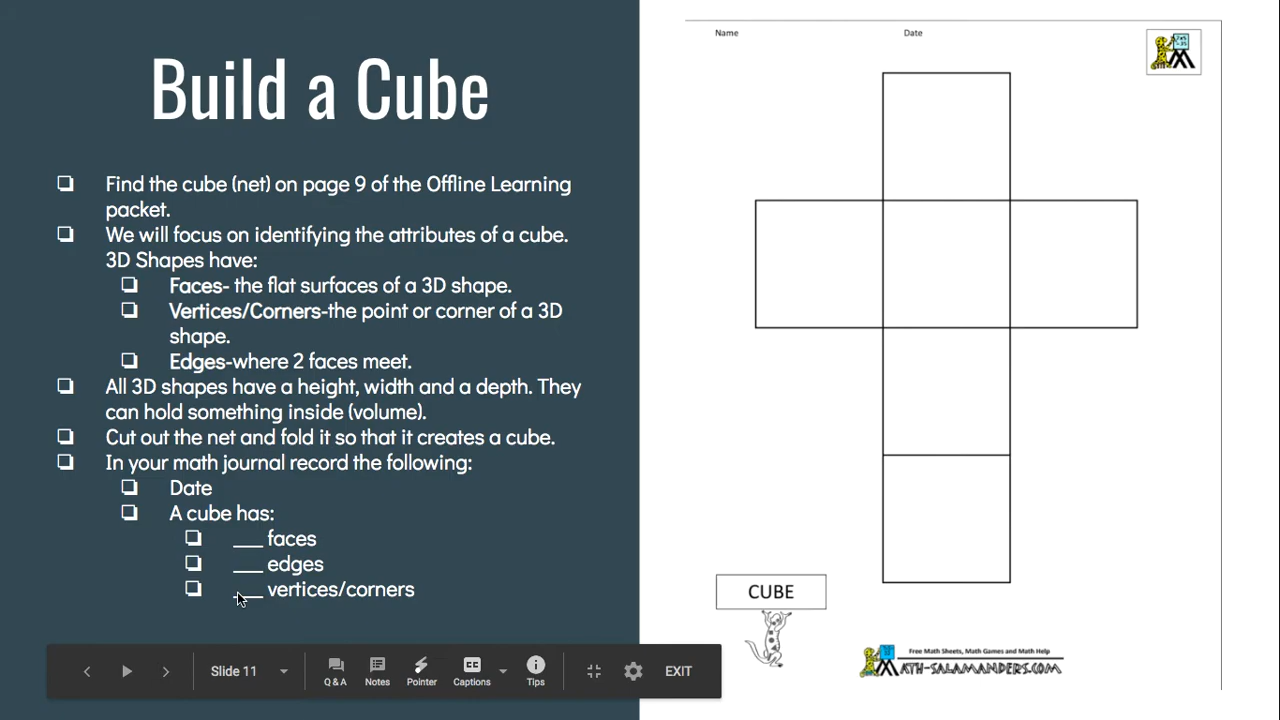 Build a Cube
Find the cube (net) on page 9 of the Offline Learning
packet.
We will focus on identifying the attributes of a cube.
3D Shapes have:
Faces- the flat surfaces of a 3D shape.
Vertices/Corners-the point or corner of a 3D
shape.
Edges-where 2 faces meet.
All 3D shapes have a height, width and a depth. They
can hold something inside (volume).
Cut out the net and fold it so that it creates a cube.
In your math journal record the following:
Date
A cube has:
___ faces
___ edges
___ vertices/corners
Slide 11
Q & A
Notes
Pointer
Captions
Tips
EXIT
Name
Date
CUBE
Free Math Sheets, Math Games and Math Help
MATH-SALAMANDERS.COM